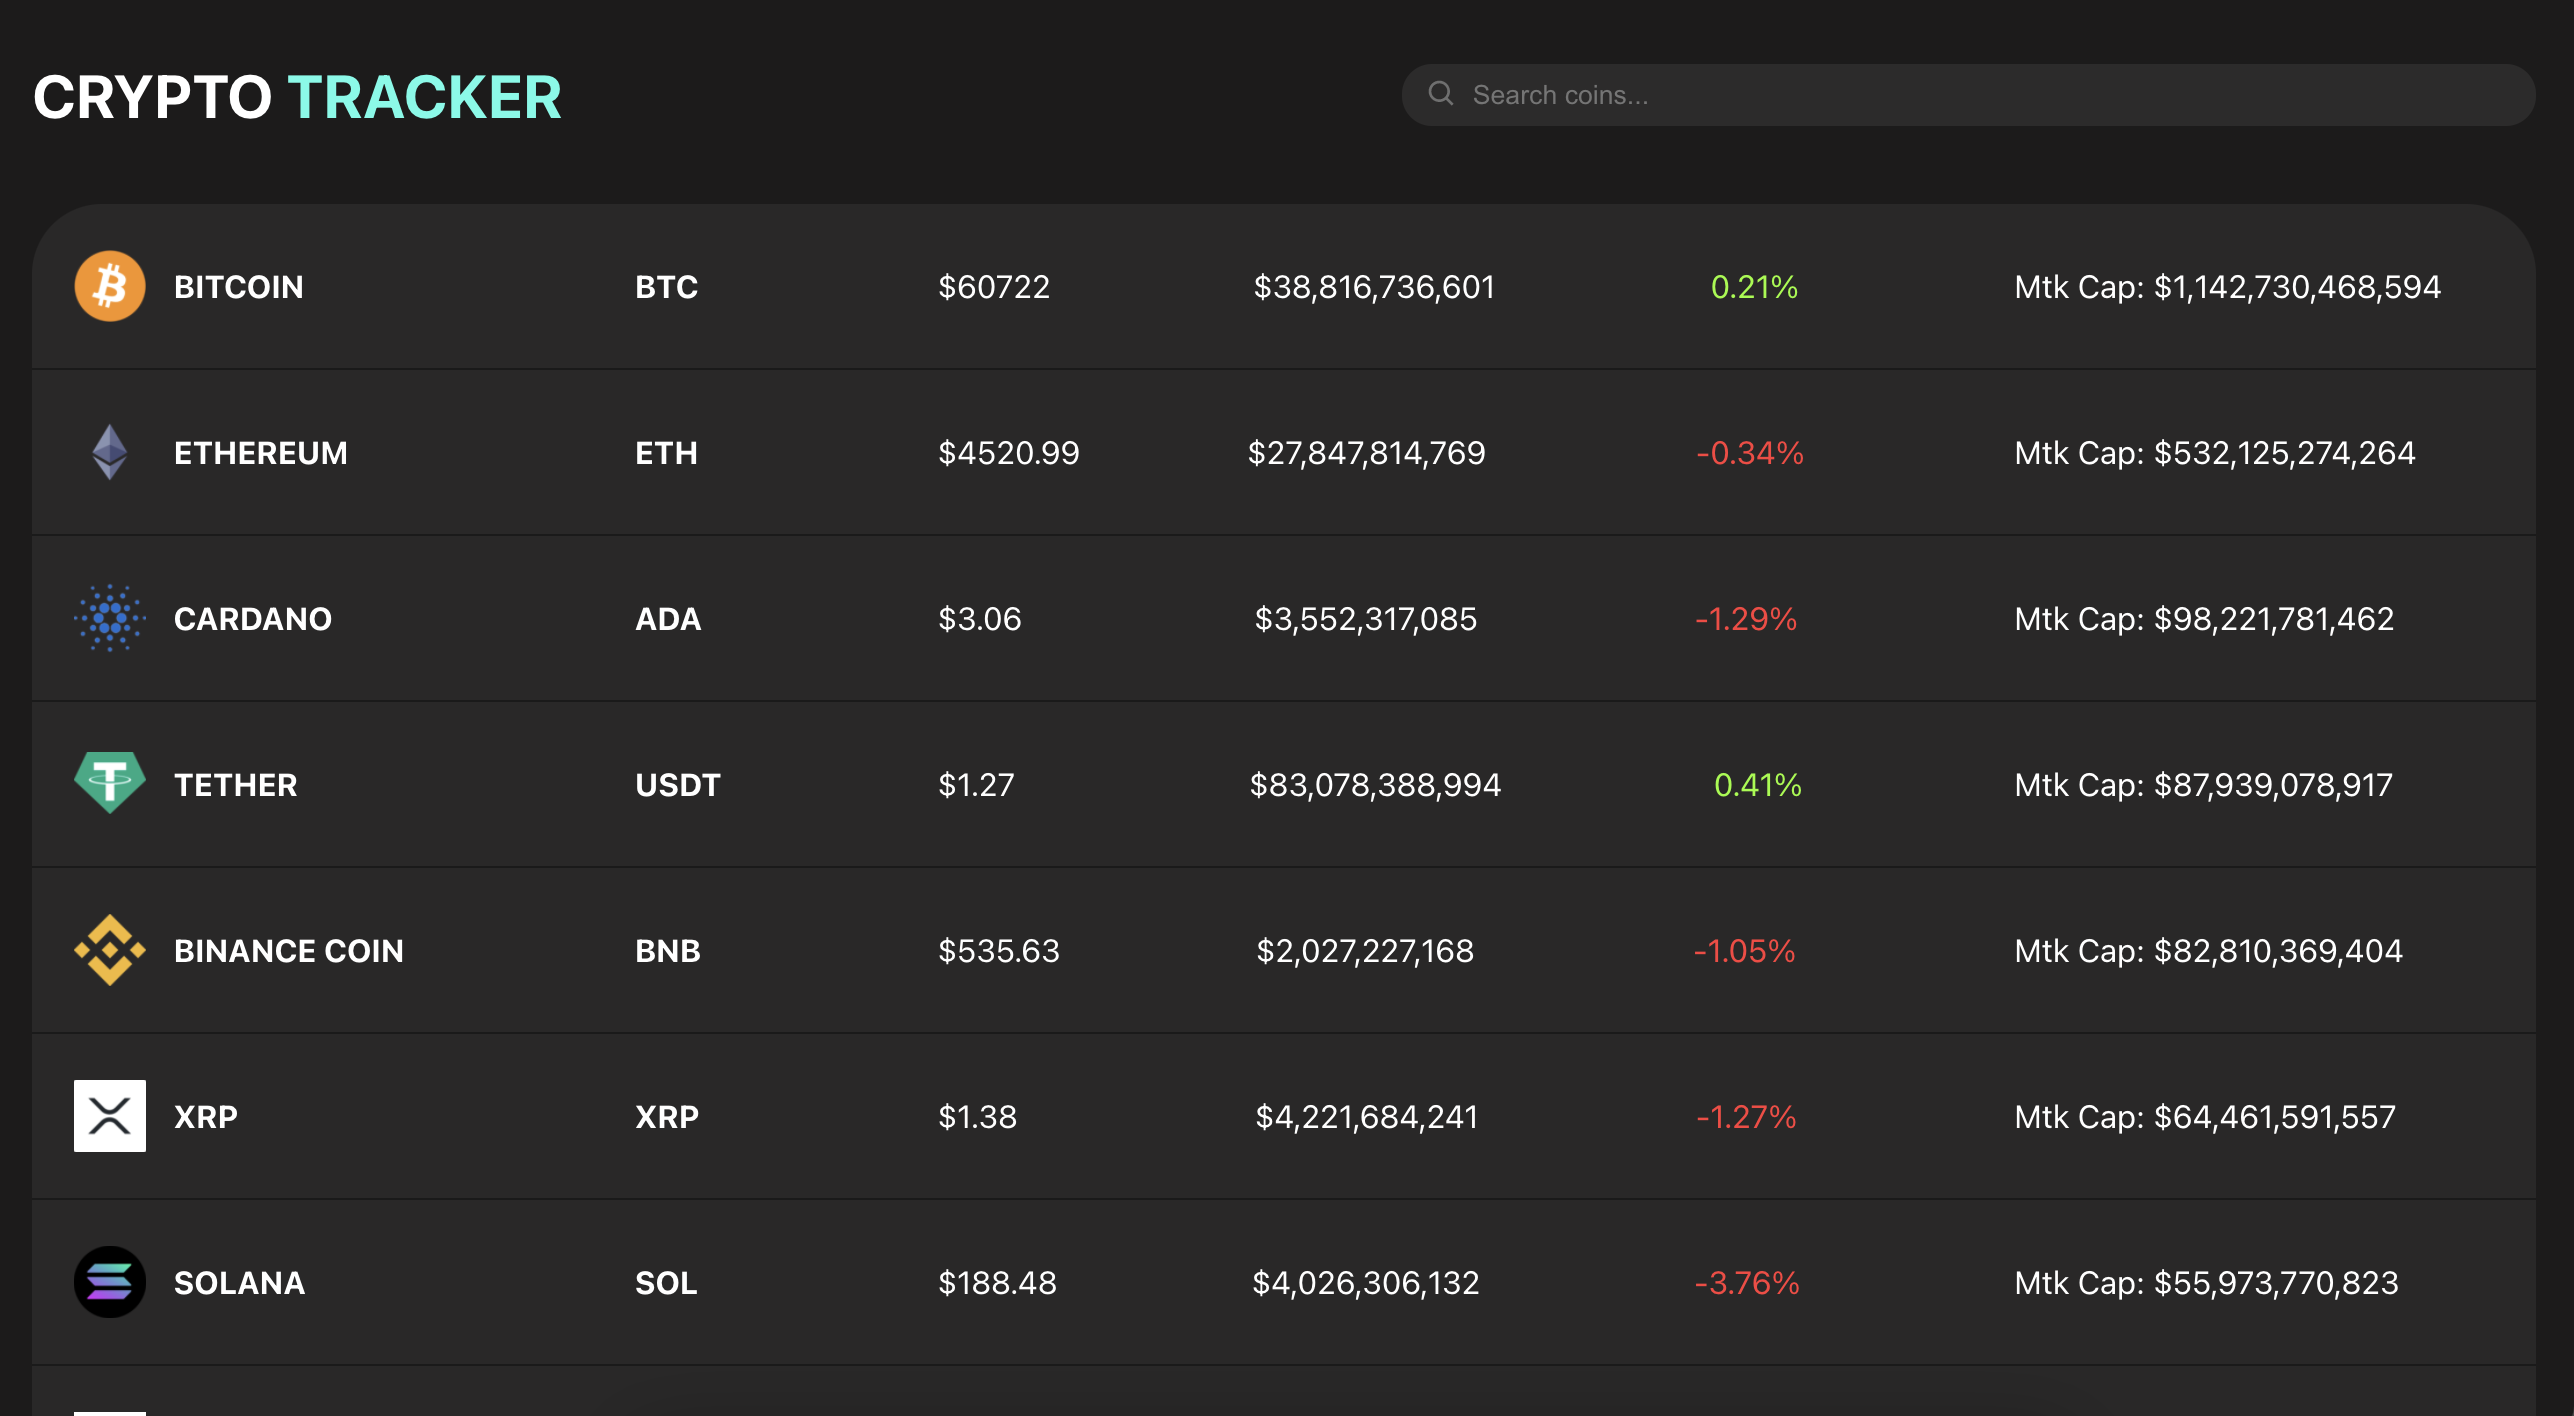 CRYPTO TRACKER
Search coins...
BITCOIN BTC $60722 $38,816,736,601 0.21% Mtk Cap: $1,142,730,468,594
ETHEREUM ETH $4520.99 $27,847,814,769 -0.34% Mtk Cap: $532,125,274,264
CARDANO ADA $3.06 $3,552,317,085 -1.29% Mtk Cap: $98,221,781,462
TETHER USDT $1.27 $83,078,388,994 0.41% Mtk Cap: $87,939,078,917
BINANCE COIN BNB $535.63 $2,027,227,168 -1.05% Mtk Cap: $82,810,369,404
XRP XRP $1.38 $4,221,684,241 -1.27% Mtk Cap: $64,461,591,557
SOLANA SOL $188.48 $4,026,306,132 -3.76% Mtk Cap: $55,973,770,823